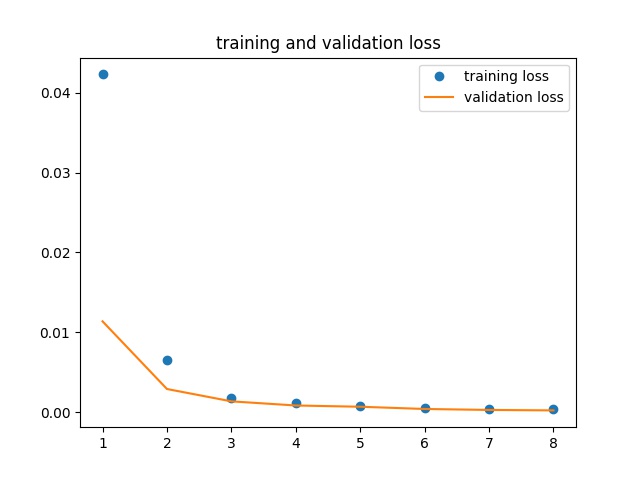 training and validation loss
training loss
validation loss
0.04
0.03
0.02
0.01
0.00
1 2 3 4 5 6 7 8